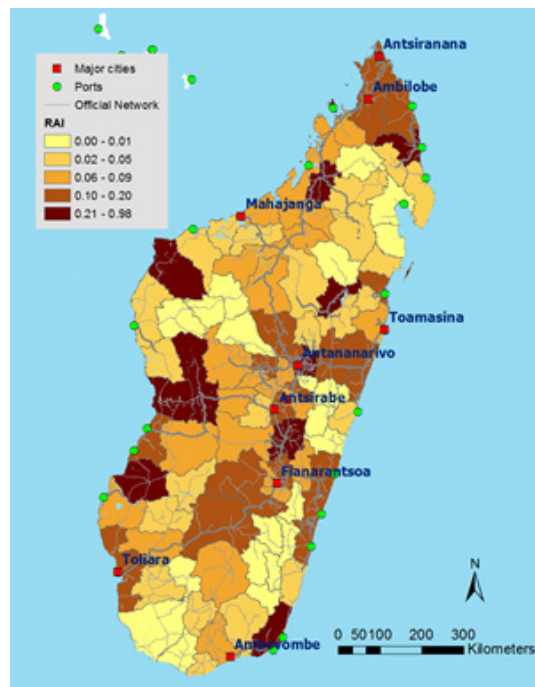 Major cities
Ports
Official Network
RAI
0.00 - 0.01
0.02 - 0.05
0.06 - 0.09
0.10 - 0.20
0.21 - 0.98
Antsiranana
Ambilobe
Mahajanga
Toamasina
Antananarivo
Antsirabe
Fianarantsoa
Toliara
Ambovombe
N
0 50 100 200 300
Kilometers